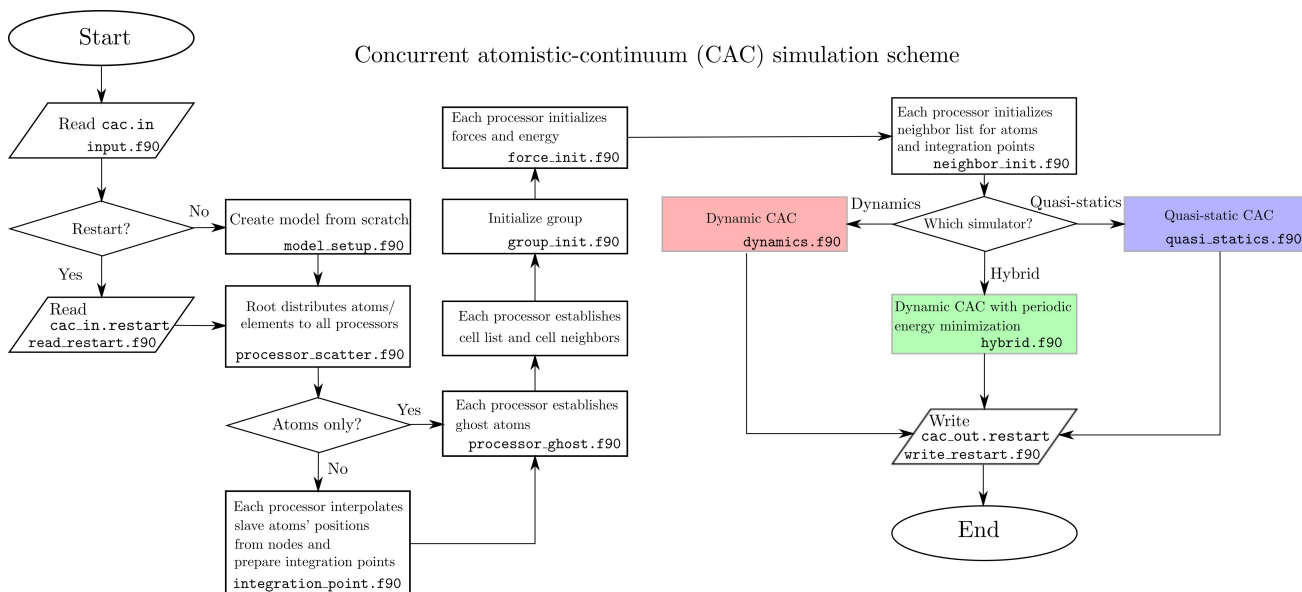 Start
Concurrent atomistic-continuum (CAC) simulation scheme
Read cac.in
input.f90
Restart?
No
Yes
Create model from scratch
model_setup.f90
Read
cac_in.restart
read_restart.f90
Root distributes atoms/
elements to all processors
processor_scatter.f90
Atoms only?
Yes
No
Each processor interpolates
slave atoms' positions
from nodes and
prepare integration points
integration_point.f90
Each processor establishes
ghost atoms
processor_ghost.f90
Each processor establishes
cell list and cell neighbors
Initialize group
group_init.f90
Each processor initializes
forces and energy
force_init.f90
Each processor initializes
neighbor list for atoms
and integration points
neighbor_init.f90
Which simulator?
Dynamics
Quasi-statics
Hybrid
Dynamic CAC
dynamics.f90
Quasi-static CAC
quasi_statics.f90
Dynamic CAC with periodic
energy minimization
hybrid.f90
Write
cac_out.restart
write_restart.f90
End